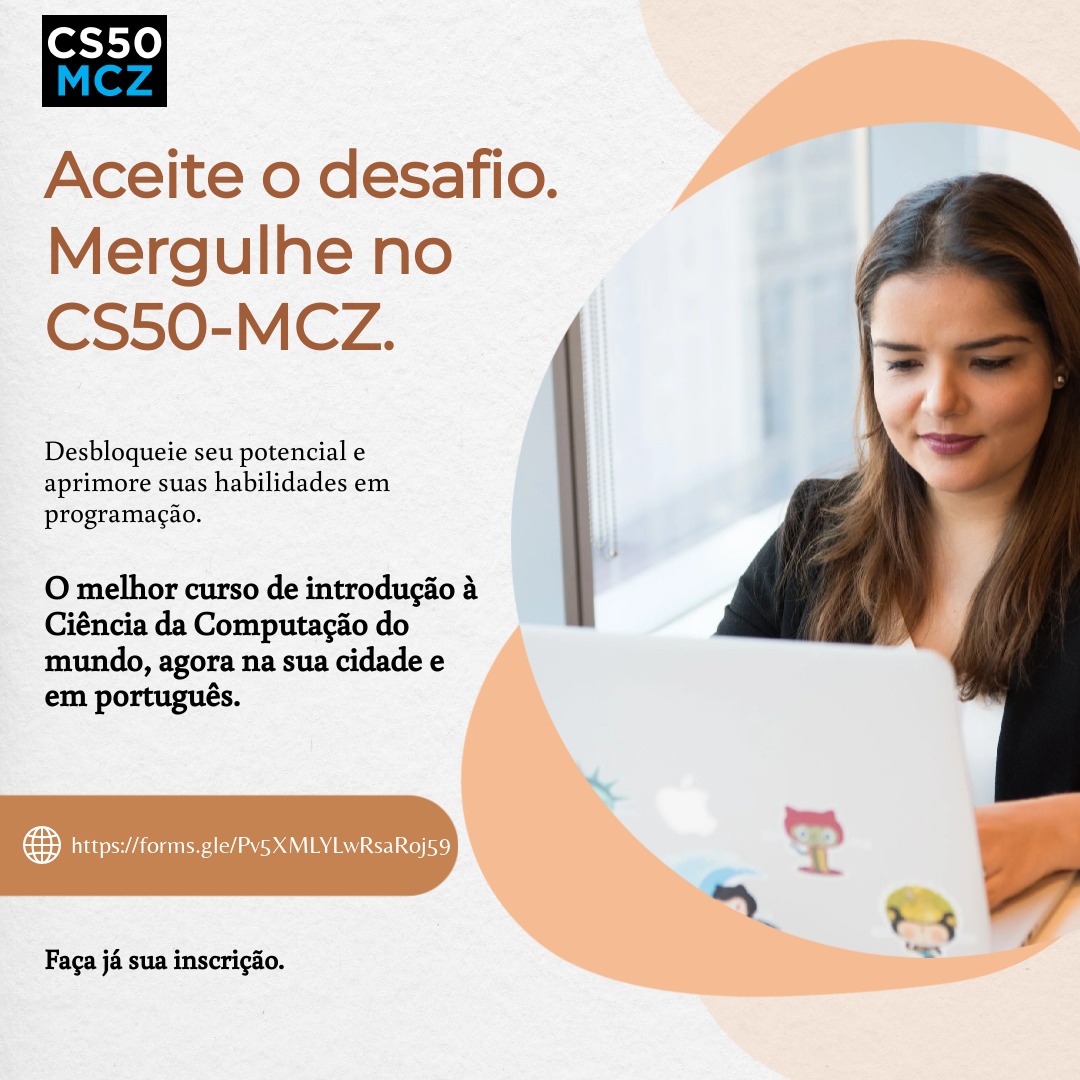 CS50
MCZ
Aceite o desafio.
Mergulhe no
CS50-MCZ.
Desbloqueie seu potencial e
aprimore suas habilidades em
programação.
O melhor curso de introdução à
Ciência da Computação do
mundo, agora na sua cidade e
em português.
https://forms.gle/Pv5XMLYLwRsaRoj59
Faça já sua inscrição.